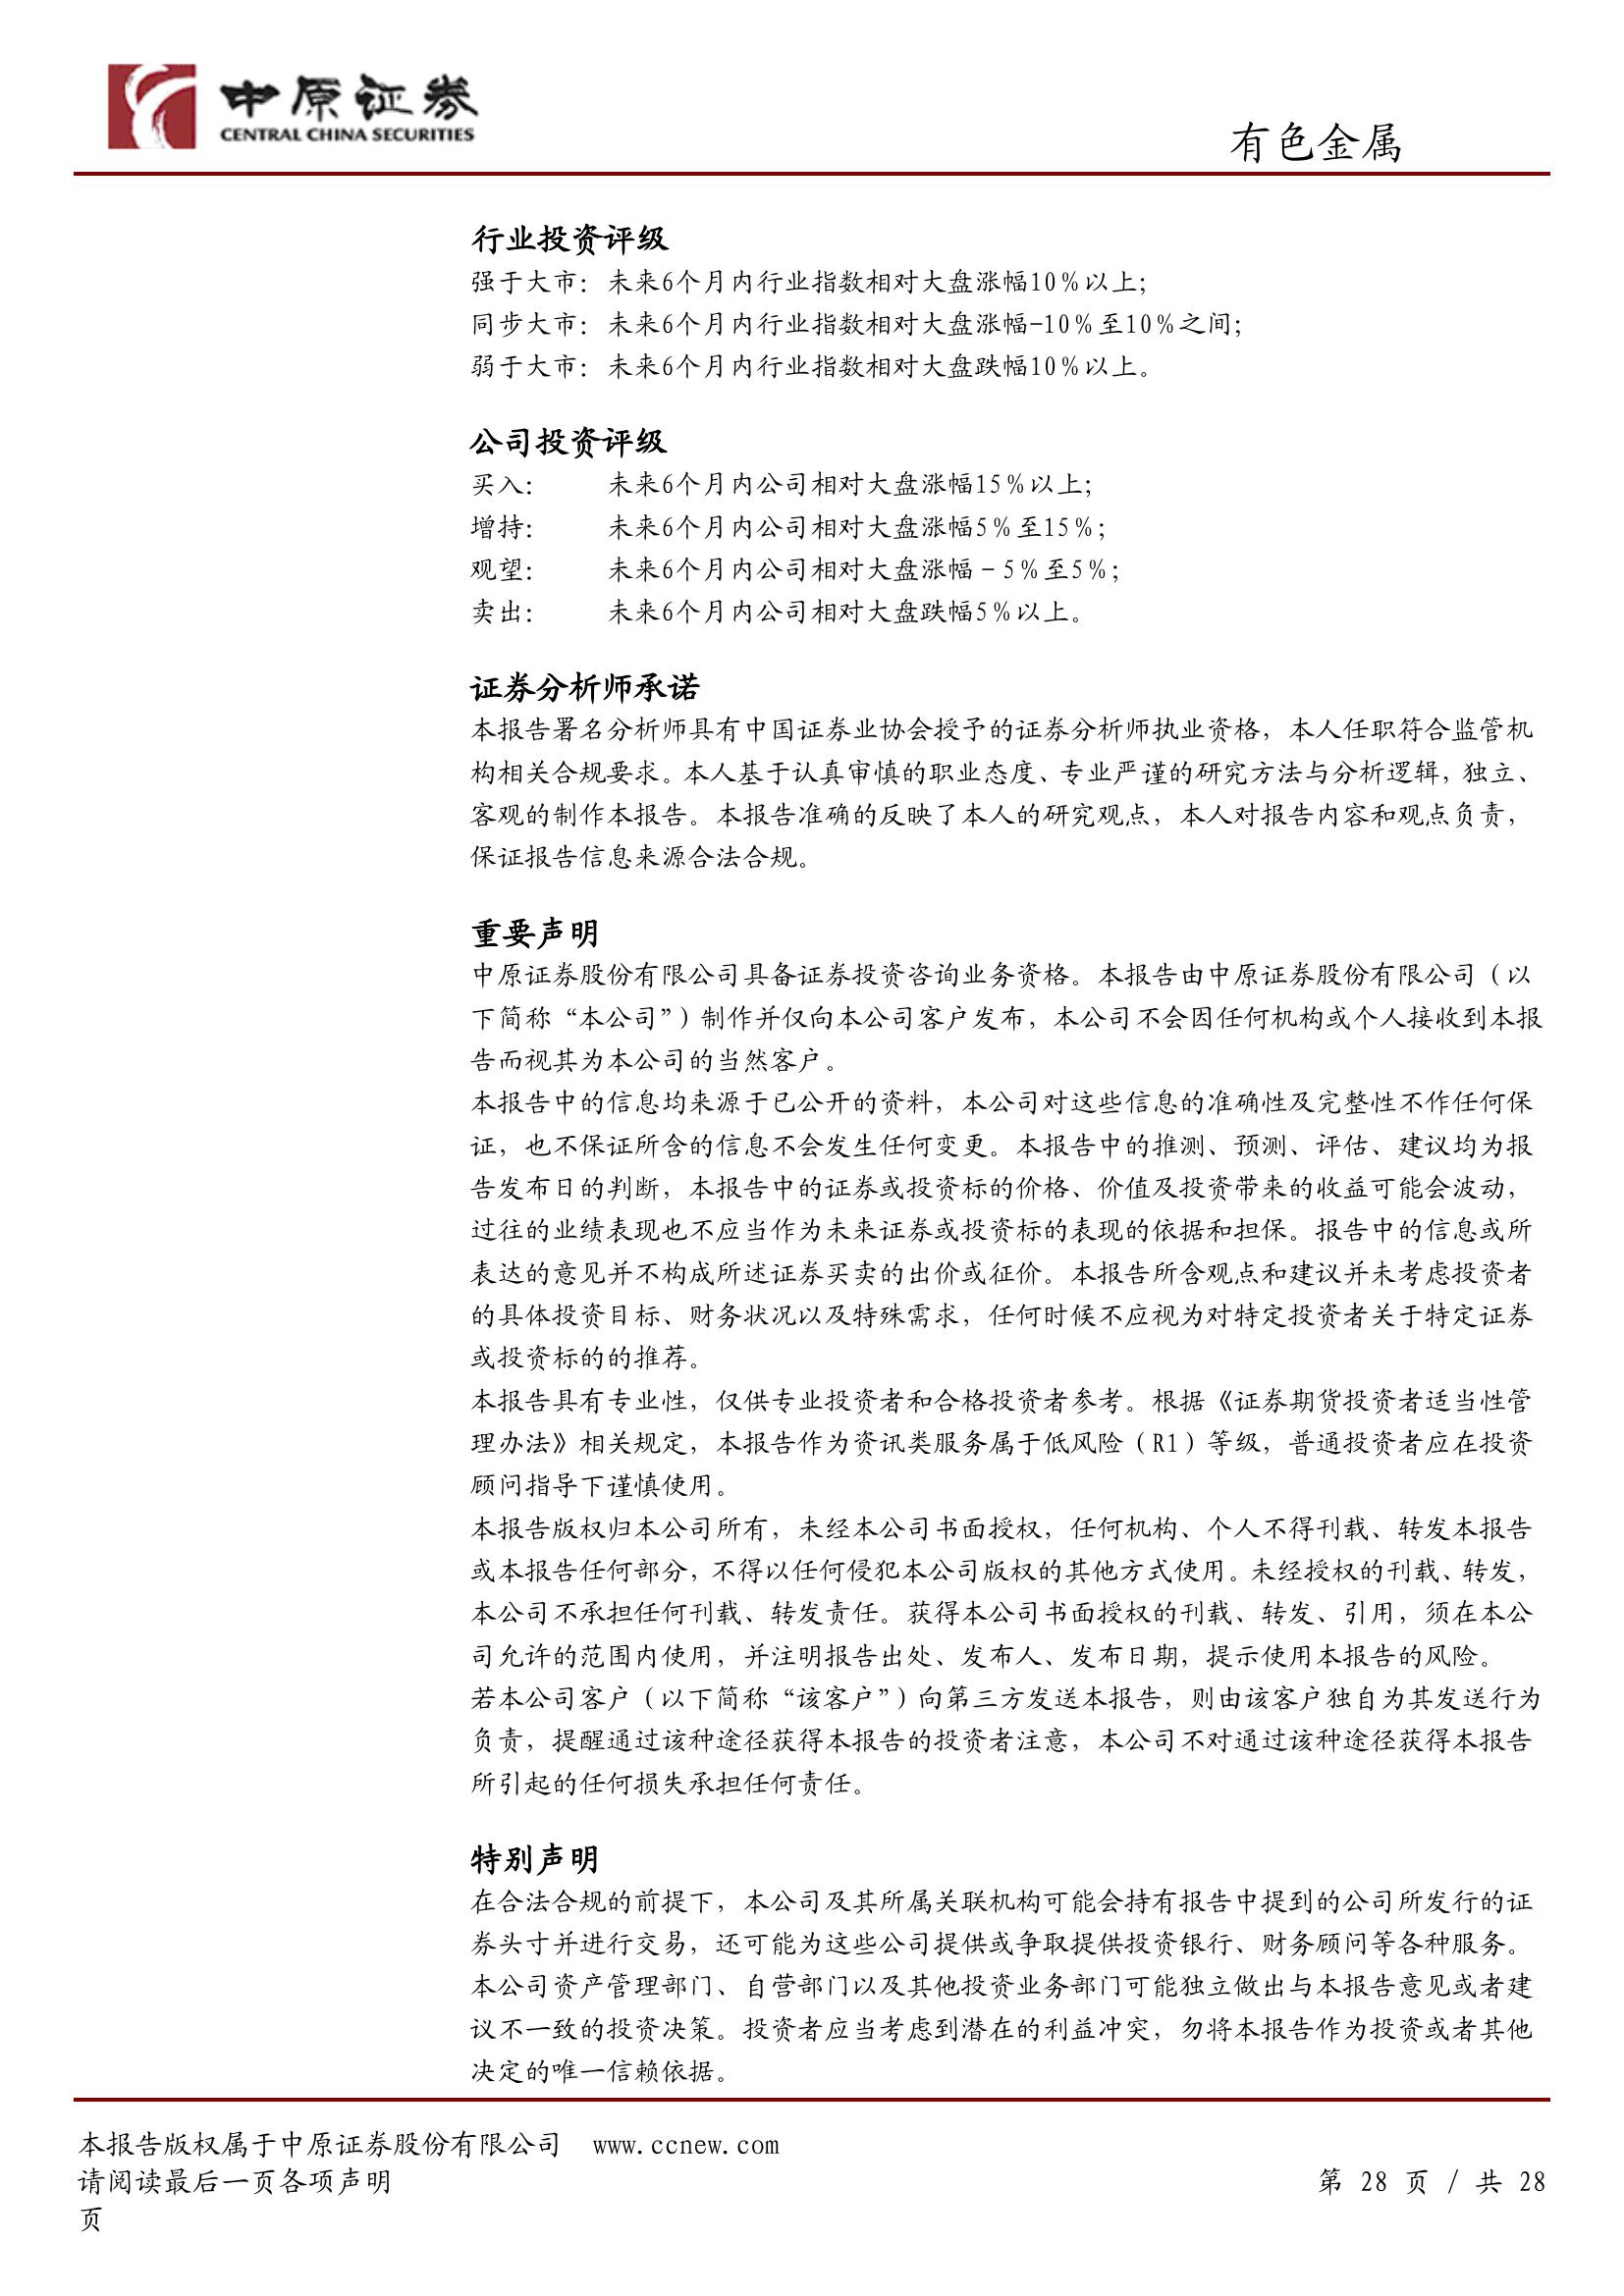 中原证券
CENTRAL CHINA SECURITIES
有色金属
行业投资评级
强于大市：未来6个月内行业指数相对大盘涨幅10％以上；
同步大市：未来6个月内行业指数相对大盘涨幅-10％至10％之间；
弱于大市：未来6个月内行业指数相对大盘跌幅10％以上。
公司投资评级
买入： 未来6个月内公司相对大盘涨幅15％以上；
增持： 未来6个月内公司相对大盘涨幅5％至15％；
观望： 未来6个月内公司相对大盘涨幅－5％至5％；
卖出： 未来6个月内公司相对大盘跌幅5％以上。
证券分析师承诺
本报告署名分析师具有中国证券业协会授予的证券分析师执业资格，本人任职符合监管机
构相关合规要求。本人基于认真审慎的职业态度、专业严谨的研究方法与分析逻辑，独立、
客观的制作本报告。本报告准确的反映了本人的研究观点，本人对报告内容和观点负责，
保证报告信息来源合法合规。
重要声明
中原证券股份有限公司具备证券投资咨询业务资格。本报告由中原证券股份有限公司（以
下简称“本公司”）制作并仅向本公司客户发布，本公司不会因任何机构或个人接收到本报
告而视其为本公司的当然客户。
本报告中的信息均来源于已公开的资料，本公司对这些信息的准确性及完整性不作任何保
证，也不保证所含的信息不会发生任何变更。本报告中的推测、预测、评估、建议均为报
告发布日的判断，本报告中的证券或投资标的价格、价值及投资带来的收益可能会波动，
过往的业绩表现也不应当作为未来证券或投资标的表现的依据和担保。报告中的信息或所
表达的意见并不构成所述证券买卖的出价或征价。本报告所含观点和建议并未考虑投资者
的具体投资目标、财务状况以及特殊需求，任何时候不应视为对特定投资者关于特定证券
或投资标的的推荐。
本报告具有专业性，仅供专业投资者和合格投资者参考。根据《证券期货投资者适当性管
理办法》相关规定，本报告作为资讯类服务属于低风险（R1）等级，普通投资者应在投资
顾问指导下谨慎使用。
本报告版权归本公司所有，未经本公司书面授权，任何机构、个人不得刊载、转发本报告
或本报告任何部分，不得以任何侵犯本公司版权的其他方式使用。未经授权的刊载、转发，
本公司不承担任何刊载、转发责任。获得本公司书面授权的刊载、转发、引用，须在本公
司允许的范围内使用，并注明报告出处、发布人、发布日期，提示使用本报告的风险。
若本公司客户（以下简称“该客户”）向第三方发送本报告，则由该客户独自为其发送行为
负责，提醒通过该种途径获得本报告的投资者注意，本公司不对通过该种途径获得本报告
所引起的任何损失承担任何责任。
特别声明
在合法合规的前提下，本公司及其所属关联机构可能会持有报告中提到的公司所发行的证
券头寸并进行交易，还可能为这些公司提供或争取提供投资银行、财务顾问等各种服务。
本公司资产管理部门、自营部门以及其他投资业务部门可能独立做出与本报告意见或者建
议不一致的投资决策。投资者应当考虑到潜在的利益冲突，勿将本报告作为投资或者其他
决定的唯一信赖依据。
本报告版权属于中原证券股份有限公司 www.ccnew.com
请阅读最后一页各项声明 第 28 页 / 共 28
页